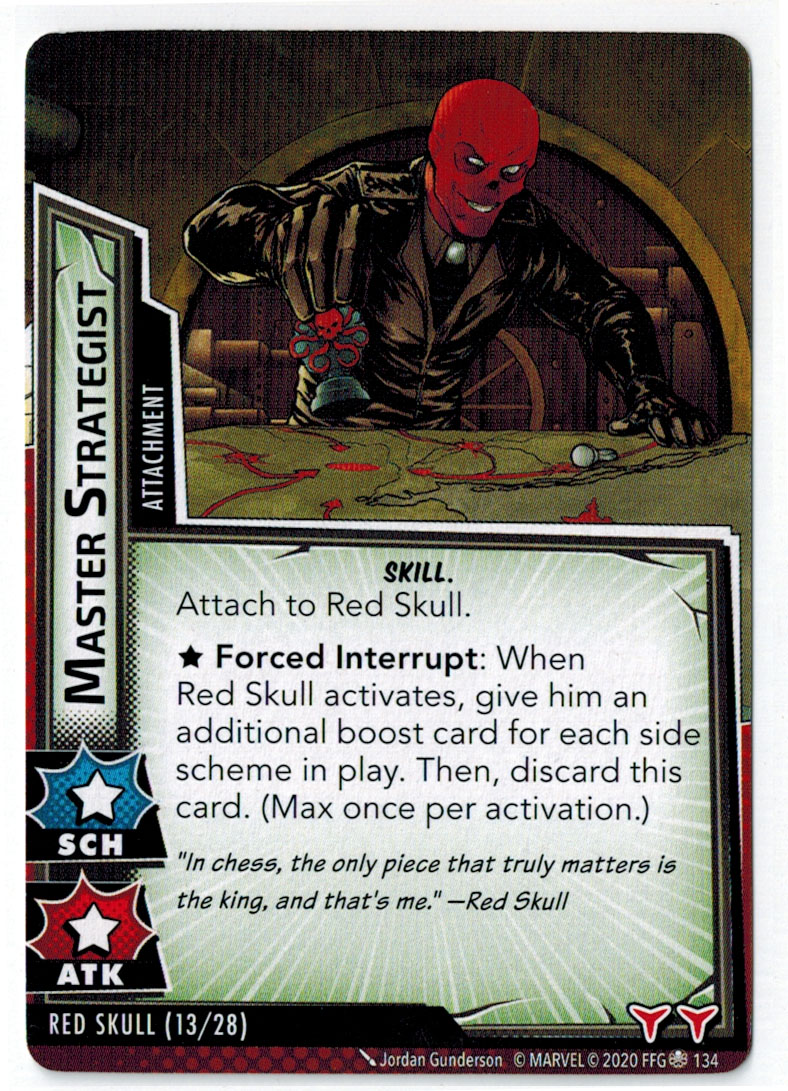 MASTER STRATEGIST
ATTACHMENT
SKILL.
Attach to Red Skull.
★ Forced Interrupt: When
Red Skull activates, give him an
additional boost card for each side
scheme in play. Then, discard this
card. (Max once per activation.)
"In chess, the only piece that truly matters is
the king, and that's me." —Red Skull
SCH
ATK
RED SKULL (13/28)
Jordan Gunderson © MARVEL © 2020 FFG 134